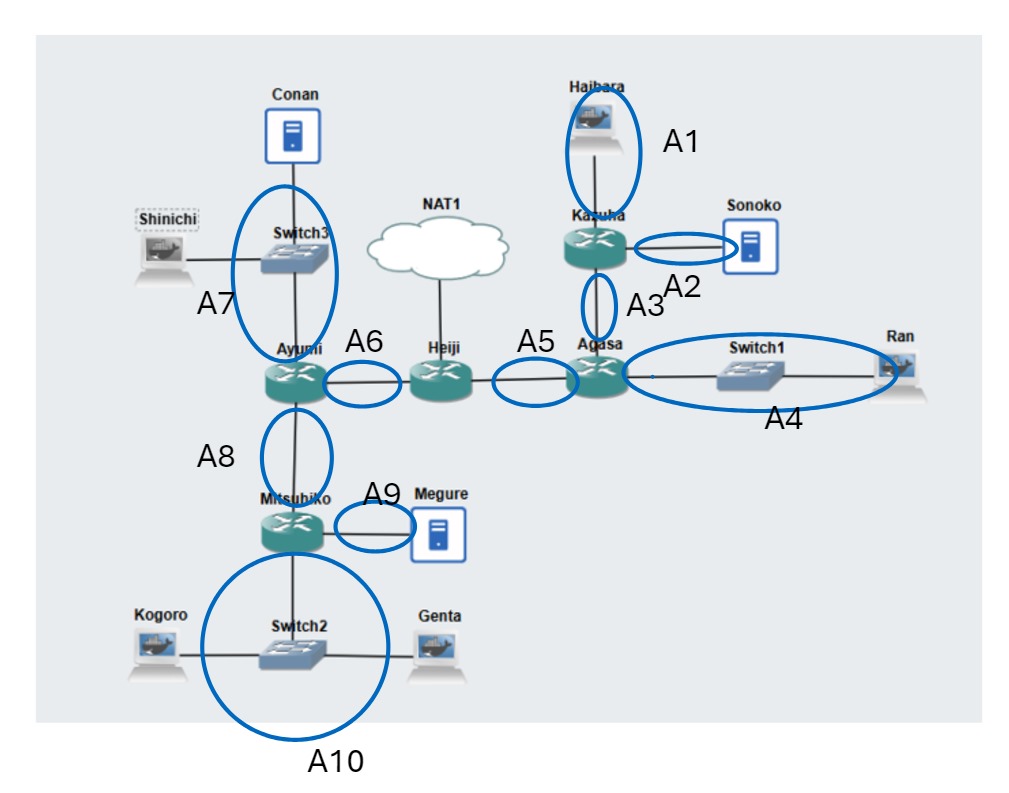 Conan
Haibara
A1
Shinichi
Switch3
NAT1
Kazuha
Sonoko
A7
A2
A3
Ayumi
A6
Heiji
A5
Agasa
Switch1
Ran
A4
A8
Mitsuhiko
A9
Megure
Kogoro
Switch2
Genta
A10